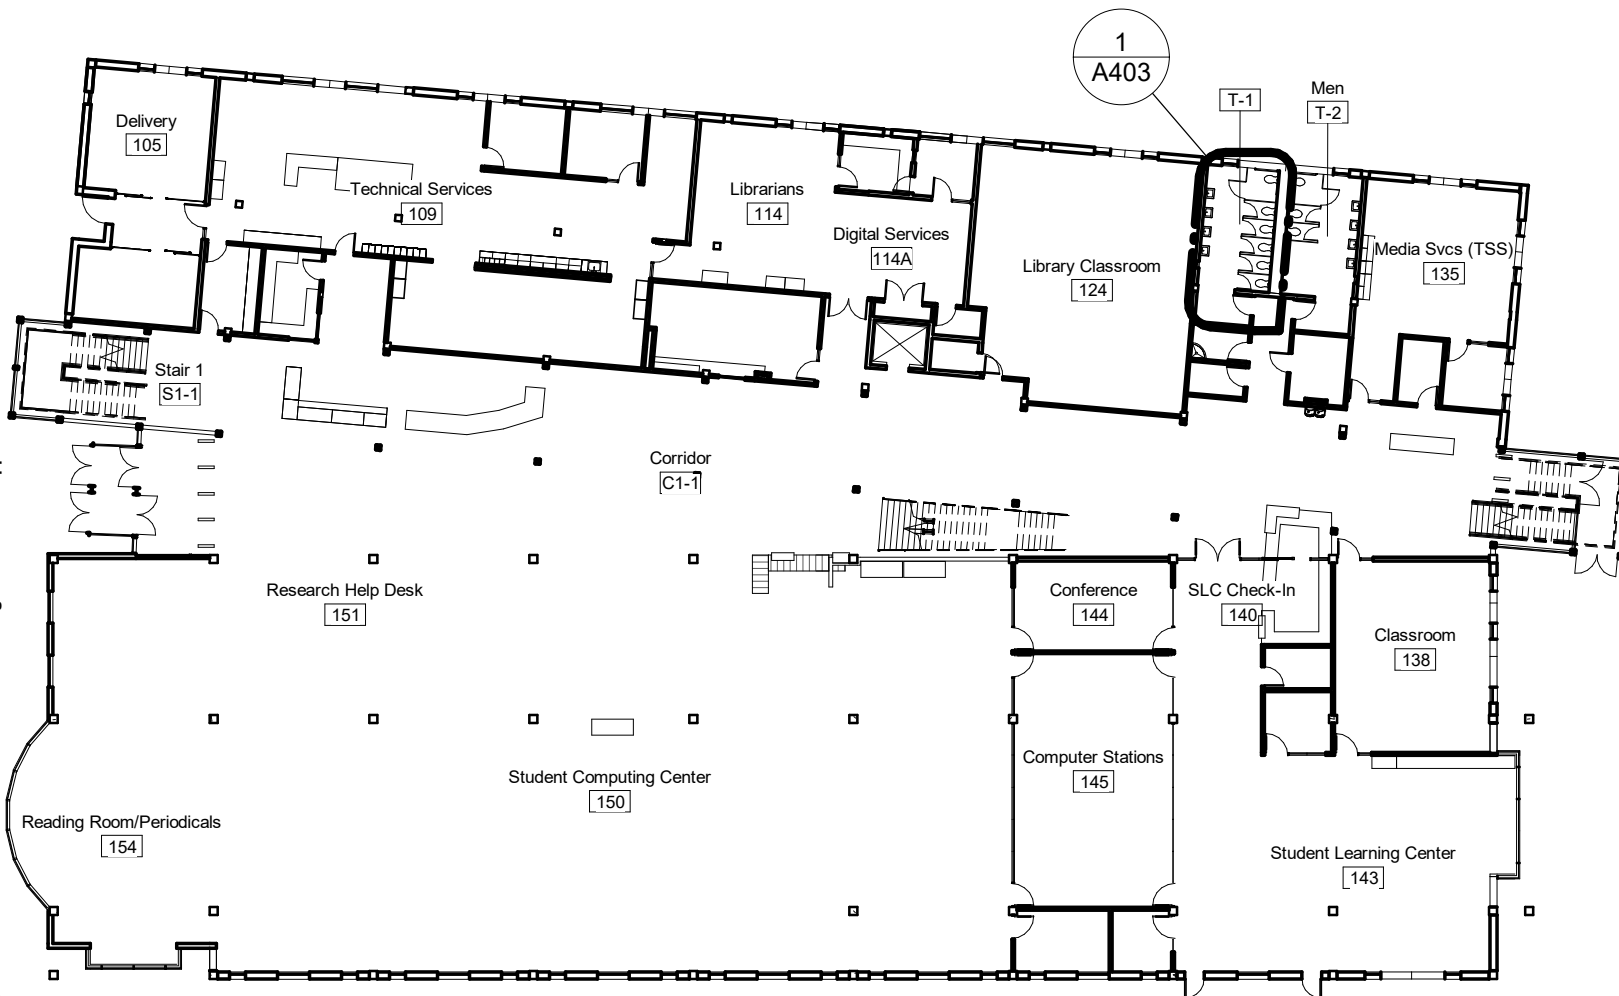 1
A403
T-1
Men
T-2
Delivery
105
Technical Services
109
Librarians
114
Digital Services
114A
Library Classroom
124
Media Svcs (TSS)
135
Stair 1
S1-1
Corridor
C1-1
Research Help Desk
151
Conference
144
SLC Check-In
140
Classroom
138
Student Computing Center
150
Computer Stations
145
Reading Room/Periodicals
154
Student Learning Center
143